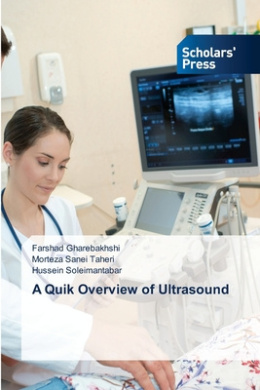 Scholars'
Press
Farshad Gharebakhshi
Morteza Sanei Taheri
Hussein Soleimantabar
A Quik Overview of Ultrasound